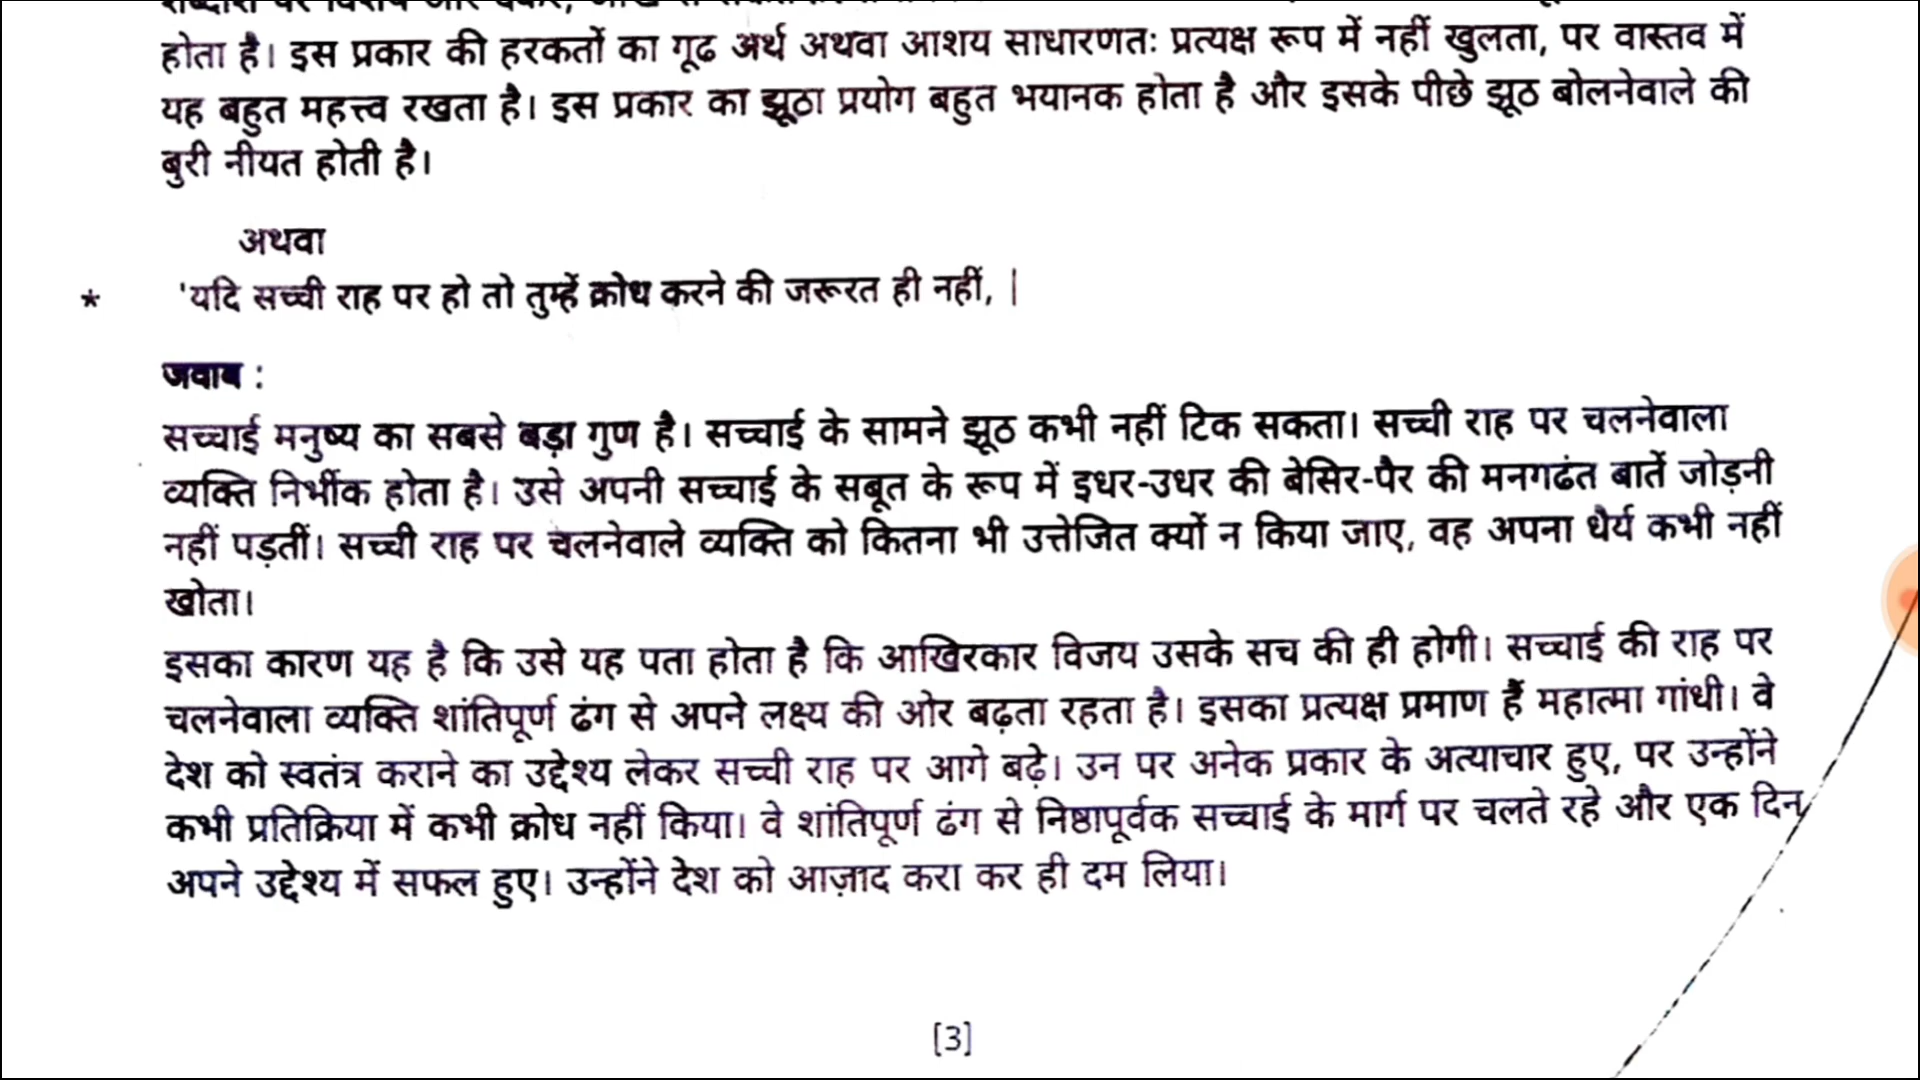 होता है। इस प्रकार की हरकतों का गूढ अर्थ अथवा आशय साधारणतः प्रत्यक्ष रूप में नहीं खुलता, पर वास्तव में
यह बहुत महत्त्व रखता है। इस प्रकार का झूठा प्रयोग बहुत भयानक होता है और इसके पीछे झूठ बोलनेवाले की
बुरी नीयत होती है।
अथवा
* 'यदि सच्ची राह पर हो तो तुम्हें क्रोध करने की जरूरत ही नहीं, |
जवाब :
सच्चाई मनुष्य का सबसे बड़ा गुण है। सच्चाई के सामने झूठ कभी नहीं टिक सकता। सच्ची राह पर चलनेवाला
व्यक्ति निर्भीक होता है। उसे अपनी सच्चाई के सबूत के रूप में इधर-उधर की बेसिर-पैर की मनगढंत बातें जोड़नी
नहीं पड़तीं। सच्ची राह पर चलनेवाले व्यक्ति को कितना भी उत्तेजित क्यों न किया जाए, वह अपना धैर्य कभी नहीं
खोता।
इसका कारण यह है कि उसे यह पता होता है कि आखिरकार विजय उसके सच की ही होगी। सच्चाई की राह पर
चलनेवाला व्यक्ति शांतिपूर्ण ढंग से अपने लक्ष्य की ओर बढ़ता रहता है। इसका प्रत्यक्ष प्रमाण हैं महात्मा गांधी। वे
देश को स्वतंत्र कराने का उद्देश्य लेकर सच्ची राह पर आगे बढ़े। उन पर अनेक प्रकार के अत्याचार हुए, पर उन्होंने
कभी प्रतिक्रिया में कभी क्रोध नहीं किया। वे शांतिपूर्ण ढंग से निष्ठापूर्वक सच्चाई के मार्ग पर चलते रहे और एक दिन
अपने उद्देश्य में सफल हुए। उन्होंने देश को आज़ाद करा कर ही दम लिया।
[3]